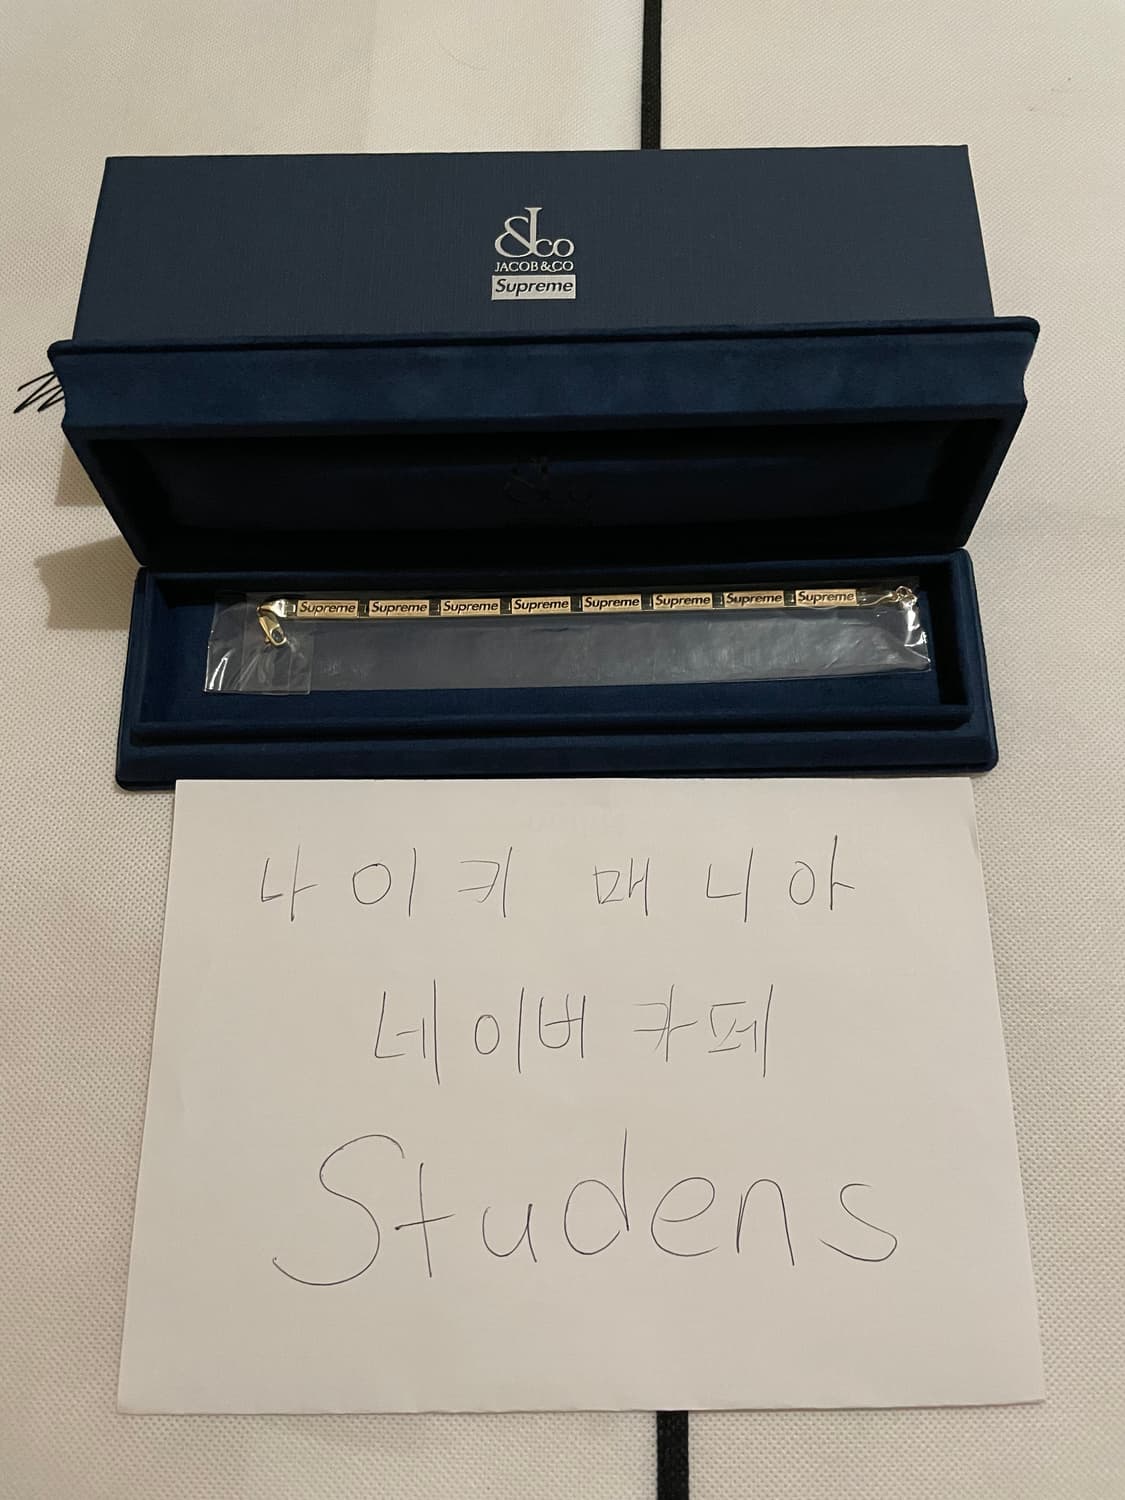 &Jco
JACOB&CO
Supreme
Supreme Supreme Supreme Supreme Supreme Supreme Supreme Supreme
나이키 매니아
네이버 카페
Studens